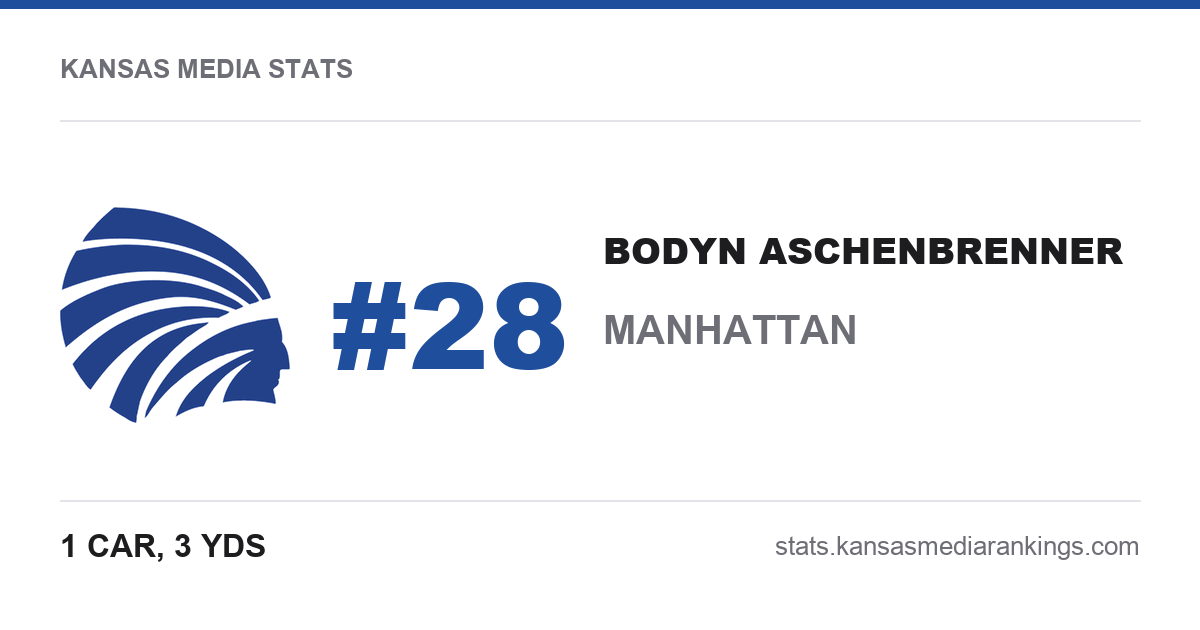 KANSAS MEDIA STATS
#28
BODYN ASCHENBRENNER
MANHATTAN
1 CAR, 3 YDS
stats.kansasmediarankings.com